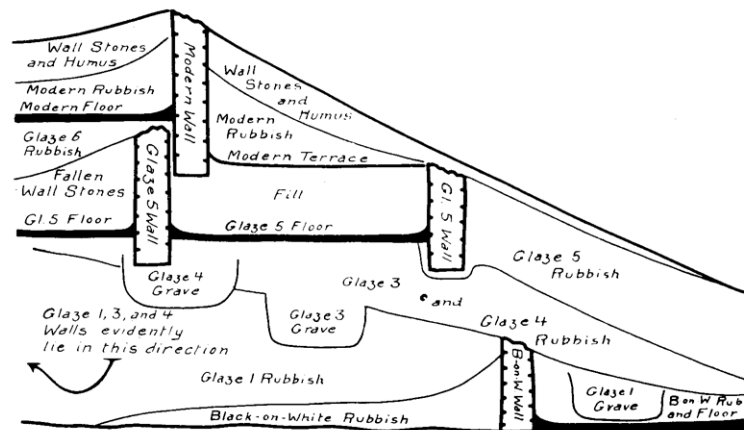 Wall Stones
and Humus
Modern Rubbish
Modern Floor
Modern Wall
Wall
Stones
and
Humus
Modern
Rubbish
Modern Terrace
Glaze 6
Rubbish
Fallen
Wall Stones
Gl. 5 Floor
Glaze 5 Wall
Fill
Glaze 5 Floor
Gl. 5 Wall
Glaze 5
Rubbish
Glaze 4
Grave
Glaze 3
and
Glaze 4
Rubbish
Glaze 3
Grave
Glaze 1, 3, and 4
Walls evidently
lie in this direction
Glaze 1 Rubbish
Black-on-White Rubbish
B-on-W Wall
Glaze 1
Grave
B on W Rub
and Floor